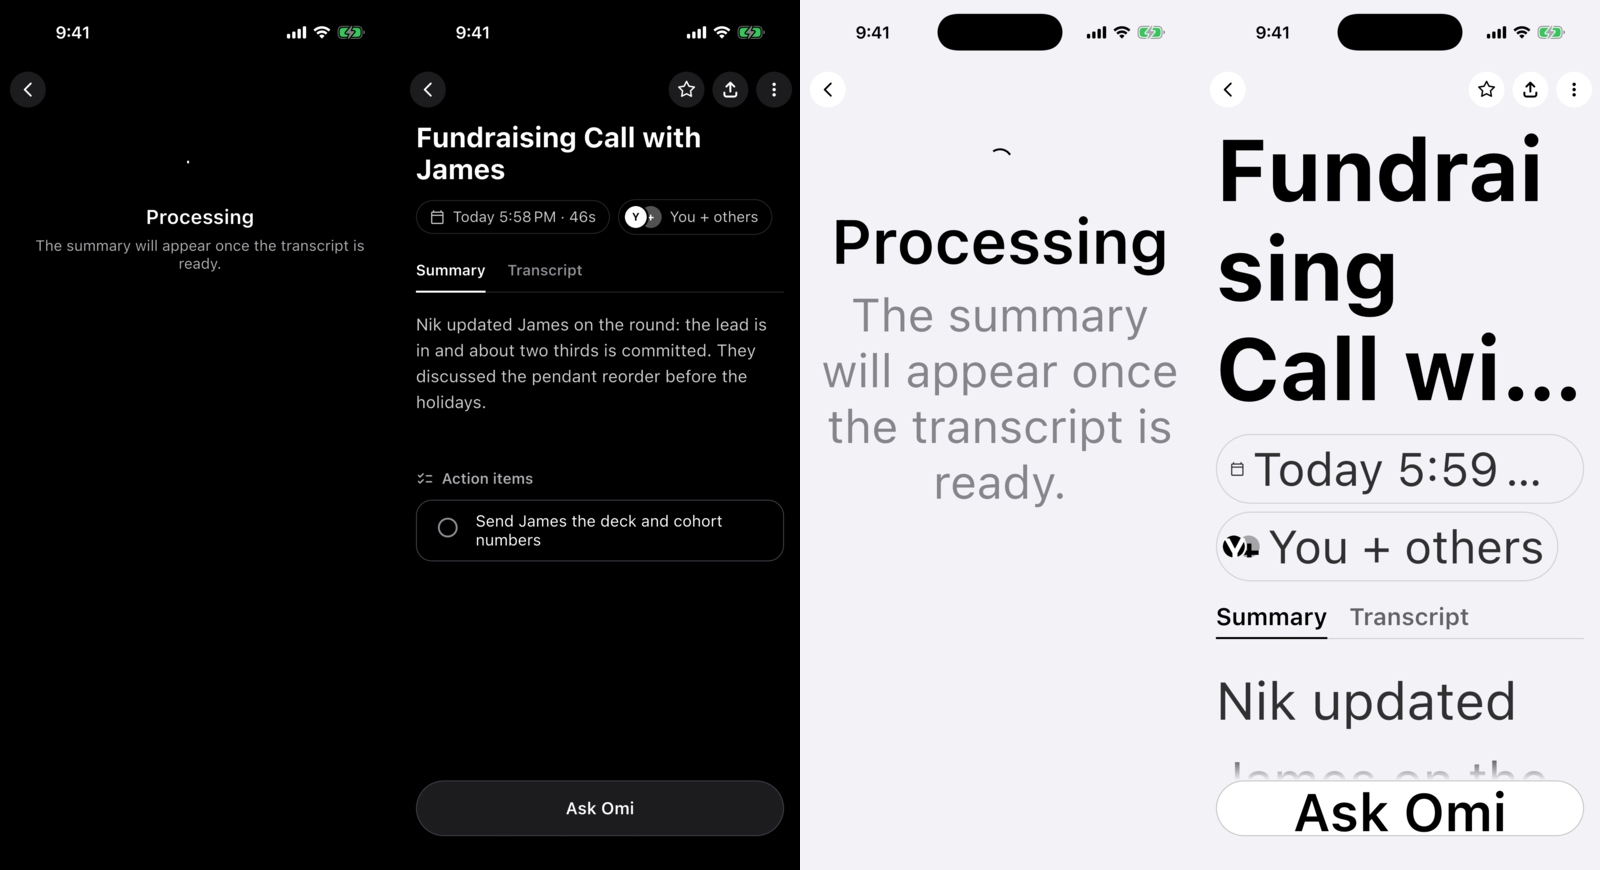 9:41
Processing
The summary will appear once the transcript is
ready.
9:41
Fundraising Call with
James
Today 5:58 PM · 46s
Y + You + others
Summary Transcript
Nik updated James on the round: the lead is
in and about two thirds is committed. They
discussed the pendant reorder before the
holidays.
Action items
Send James the deck and cohort
numbers
Ask Omi
9:41
Processing
The summary
will appear once
the transcript is
ready.
9:41
Fundrai
sing
Call wi...
Today 5:59...
Y+ You + others
Summary Transcript
Nik updated
James on the
Ask Omi